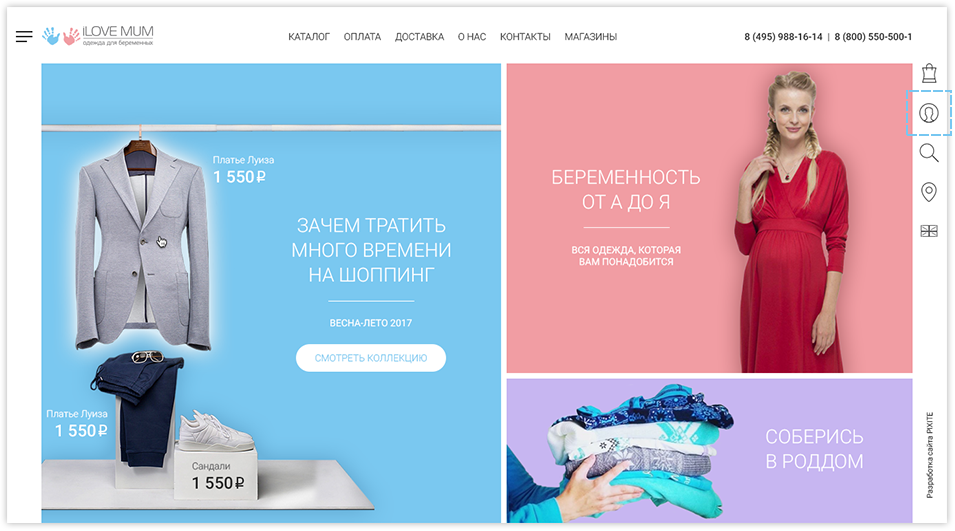 ILOVE MUM
одежда для беременных
КАТАЛОГ ОПЛАТА ДОСТАВКА О НАС КОНТАКТЫ МАГАЗИНЫ
8 (495) 988-16-14 | 8 (800) 550-500-1
Платье Луиза
1 550₽
ЗАЧЕМ ТРАТИТЬ
МНОГО ВРЕМЕНИ
НА ШОППИНГ
ВЕСНА-ЛЕТО 2017
СМОТРЕТЬ КОЛЛЕКЦИЮ
Платье Луиза
1 550₽
Сандали
1 550₽
БЕРЕМЕННОСТЬ
ОТ А ДО Я
ВСЯ ОДЕЖДА, КОТОРАЯ
ВАМ ПОНАДОБИТСЯ
СОБЕРИСЬ
В РОДДОМ
Разработка сайта PIXITE